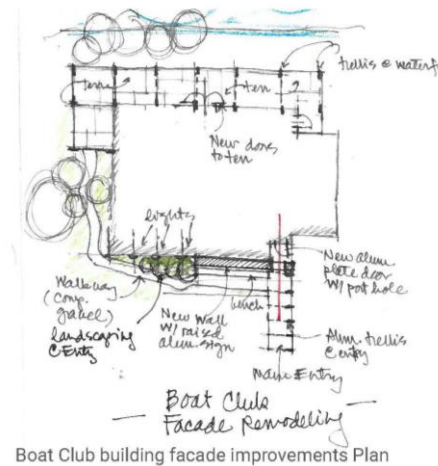 trellis @ waterf
terr
terr
New doors
to terr
lights
New alum.
plate door
w/ port hole
Walkway
(comp.
gravel)
landscaping
@ Entry
New Wall
w/ raised
alum. sign
bench
Alum. trellis
@ entry
Main Entry
Boat Club
Facade Remodeling
Boat Club building facade improvements Plan